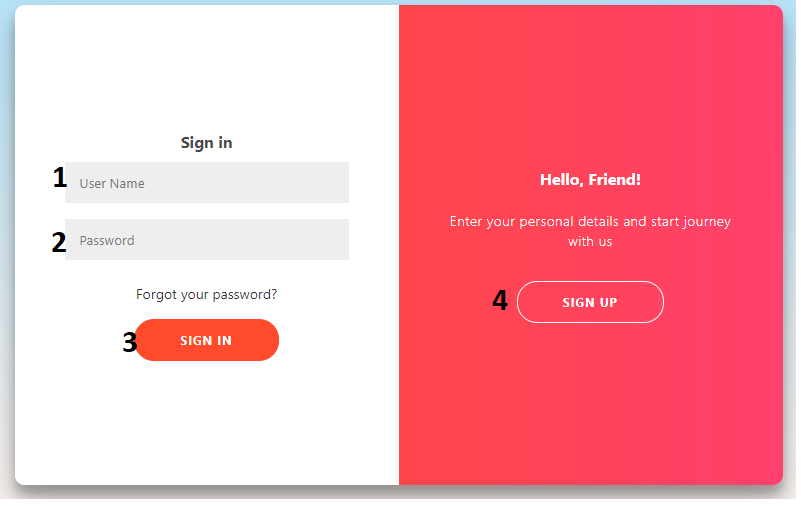 Sign in
1 User Name
2 Password
Forgot your password?
3 SIGN IN
Hello, Friend!
Enter your personal details and start journey
with us
4 SIGN UP